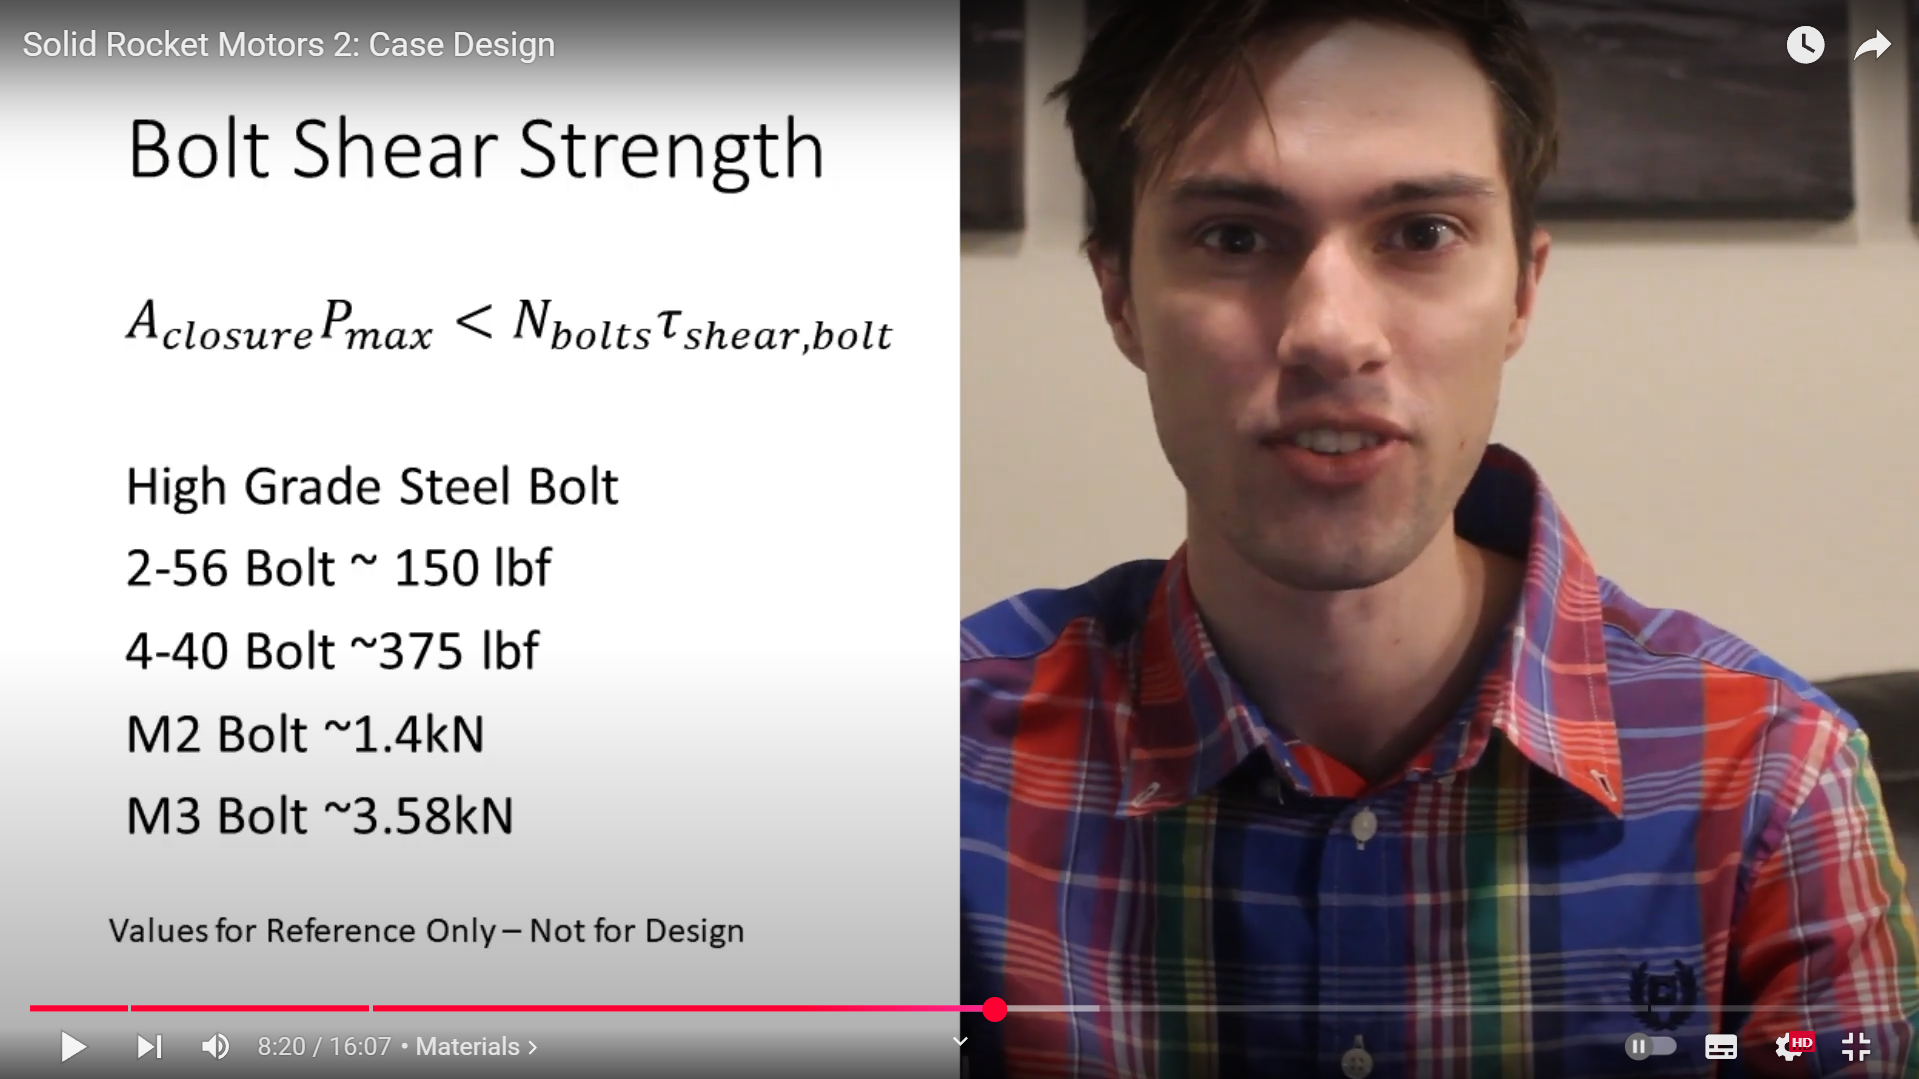 Solid Rocket Motors 2: Case Design
Bolt Shear Strength
A_closure P_max < N_bolts τ_shear,bolt
High Grade Steel Bolt
2-56 Bolt ~ 150 lbf
4-40 Bolt ~375 lbf
M2 Bolt ~1.4kN
M3 Bolt ~3.58kN
Values for Reference Only – Not for Design
8:20 / 16:07 • Materials
HD